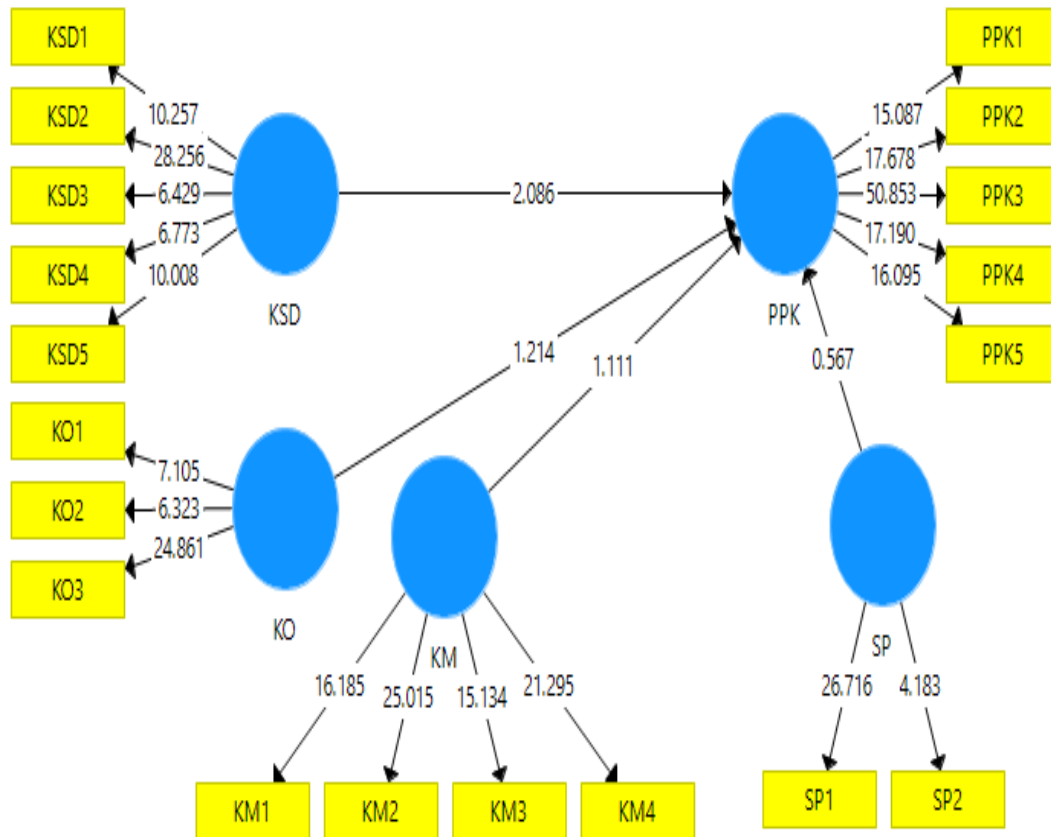 KSD1
KSD2
KSD3
KSD4
KSD5
10.257
28.256
6.429
6.773
10.008
KSD
2.086
PPK
15.087
17.678
50.853
17.190
16.095
PPK1
PPK2
PPK3
PPK4
PPK5
KO1
KO2
KO3
7.105
6.323
24.861
KO
1.214
1.111
0.567
KM
16.185
25.015
15.134
21.295
KM1
KM2
KM3
KM4
SP
26.716
4.183
SP1
SP2